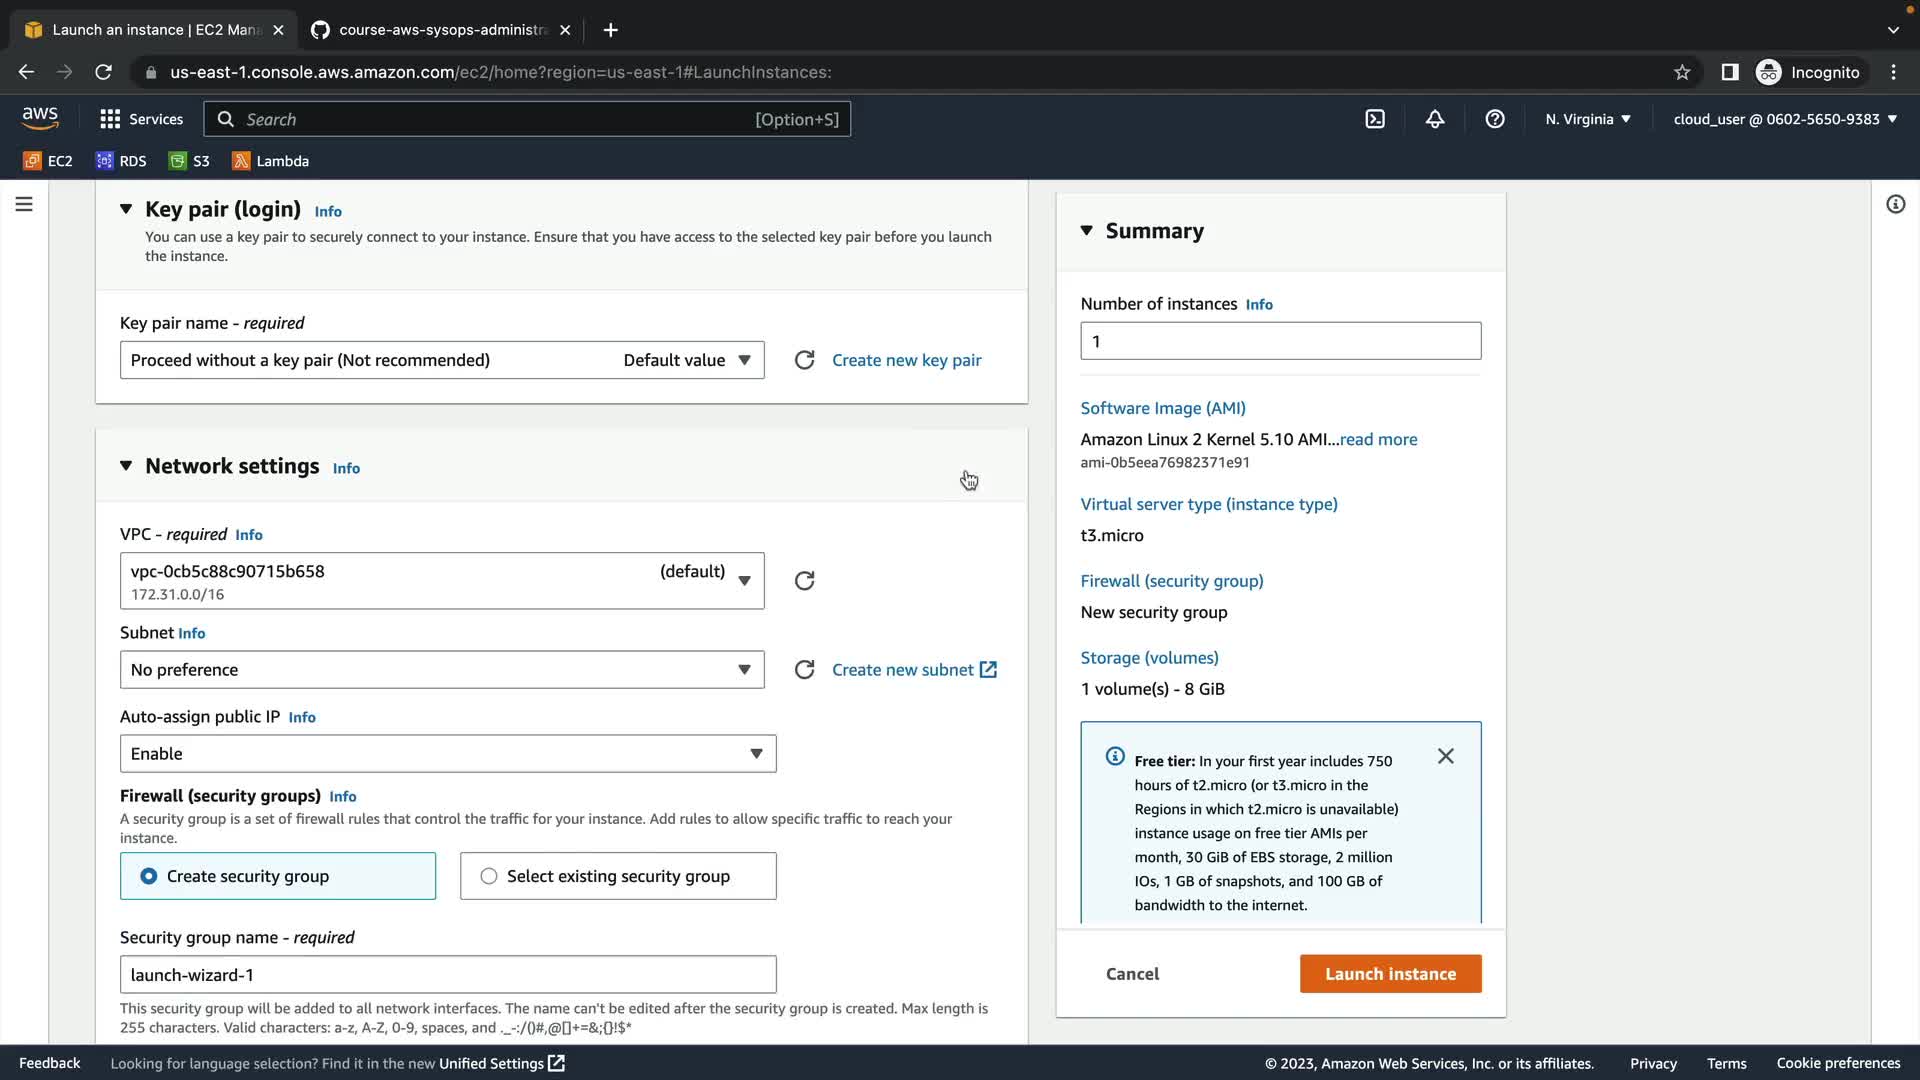 Launch an instance | EC2 Mana
course-aws-sysops-administra
us-east-1.console.aws.amazon.com/ec2/home?region=us-east-1#LaunchInstances:
Incognito
aws
Services
Search
[Option+S]
N. Virginia
cloud_user @ 0602-5650-9383
EC2
RDS
S3
Lambda
Key pair (login) Info
You can use a key pair to securely connect to your instance. Ensure that you have access to the selected key pair before you launch
the instance.
Key pair name - required
Proceed without a key pair (Not recommended) Default value
Create new key pair
Network settings Info
VPC - required Info
vpc-0cb5c88c90715b658 (default)
172.31.0.0/16
Subnet Info
No preference
Create new subnet
Auto-assign public IP Info
Enable
Firewall (security groups) Info
A security group is a set of firewall rules that control the traffic for your instance. Add rules to allow specific traffic to reach your
instance.
Create security group
Select existing security group
Security group name - required
launch-wizard-1
This security group will be added to all network interfaces. The name can't be edited after the security group is created. Max length is
255 characters. Valid characters: a-z, A-Z, 0-9, spaces, and ._-:/()#,@[]+=&;{}!$*
Summary
Number of instances Info
1
Software Image (AMI)
Amazon Linux 2 Kernel 5.10 AMI...read more
ami-0b5eea76982371e91
Virtual server type (instance type)
t3.micro
Firewall (security group)
New security group
Storage (volumes)
1 volume(s) - 8 GiB
Free tier: In your first year includes 750
hours of t2.micro (or t3.micro in the
Regions in which t2.micro is unavailable)
instance usage on free tier AMIs per
month, 30 GiB of EBS storage, 2 million
IOs, 1 GB of snapshots, and 100 GB of
bandwidth to the internet.
Cancel
Launch instance
Feedback
Looking for language selection? Find it in the new Unified Settings
© 2023, Amazon Web Services, Inc. or its affiliates.
Privacy
Terms
Cookie preferences